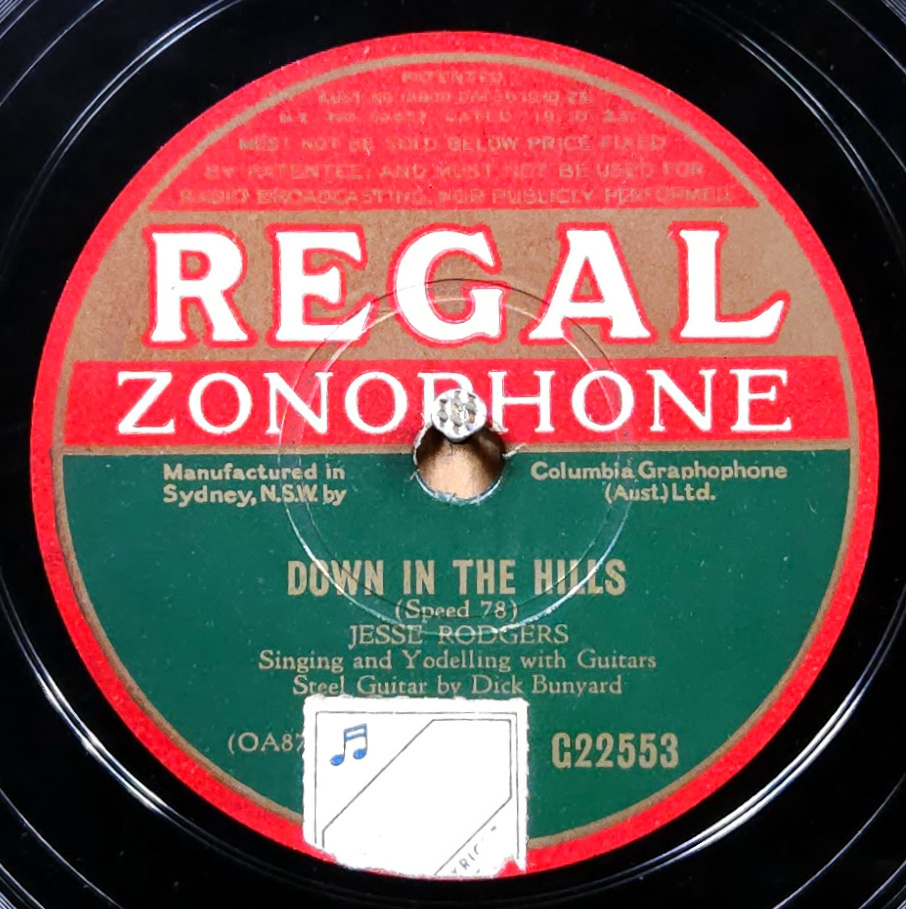 PATENTED
MUST NOT BE SOLD BELOW PRICE FIXED
BY PATENTEE, AND MUST NOT BE USED FOR
RADIO BROADCASTING, NOR PUBLICLY PERFORMED
REGAL
ZONOPHONE
Manufactured in
Sydney, N.S.W. by
Columbia Graphophone
(Aust.) Ltd.
DOWN IN THE HILLS
(Speed 78)
JESSE RODGERS
Singing and Yodelling with Guitars
Steel Guitar by Dick Bunyard
(OA87
G22553